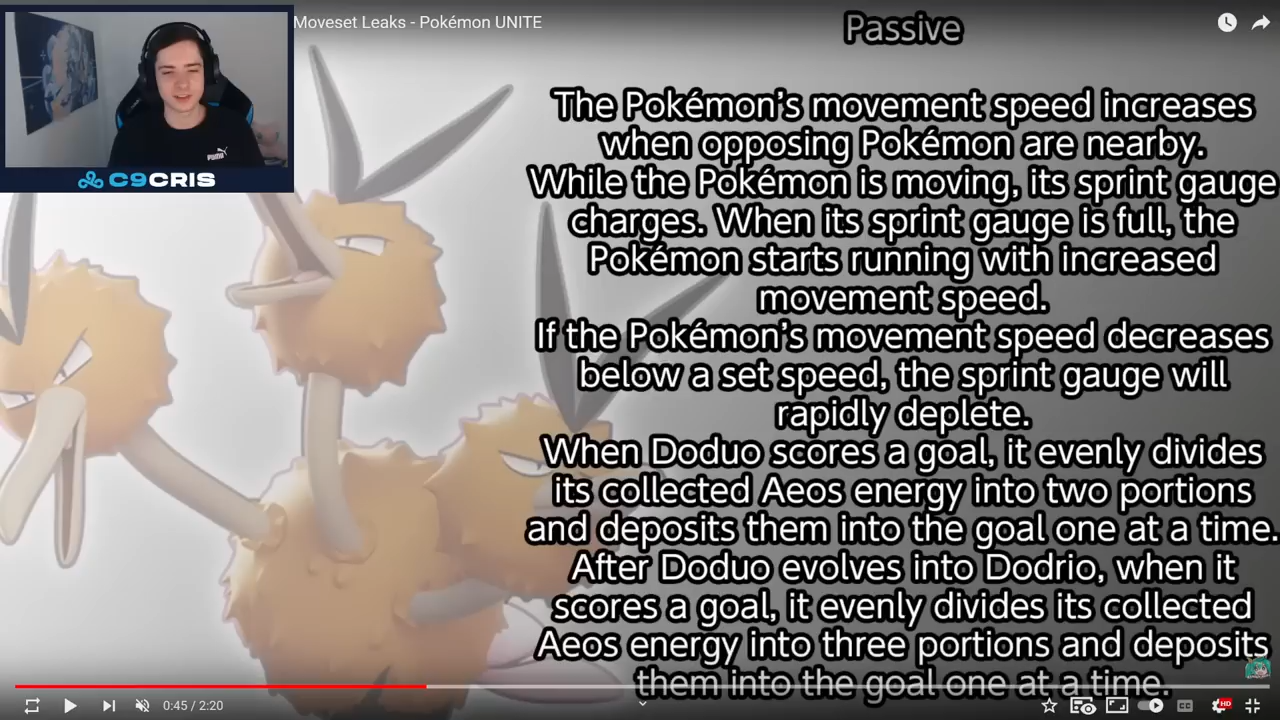 Moveset Leaks - Pokémon UNITE
PUMA
C9CRIS
Passive
The Pokémon's movement speed increases
when opposing Pokémon are nearby.
While the Pokémon is moving, its sprint gauge
charges. When its sprint gauge is full, the
Pokémon starts running with increased
movement speed.
If the Pokémon's movement speed decreases
below a set speed, the sprint gauge will
rapidly deplete.
When Doduo scores a goal, it evenly divides
its collected Aeos energy into two portions
and deposits them into the goal one at a time.
After Doduo evolves into Dodrio, when it
scores a goal, it evenly divides its collected
Aeos energy into three portions and deposits
them into the goal one at a time.
0:45 / 2:20
CC
HD